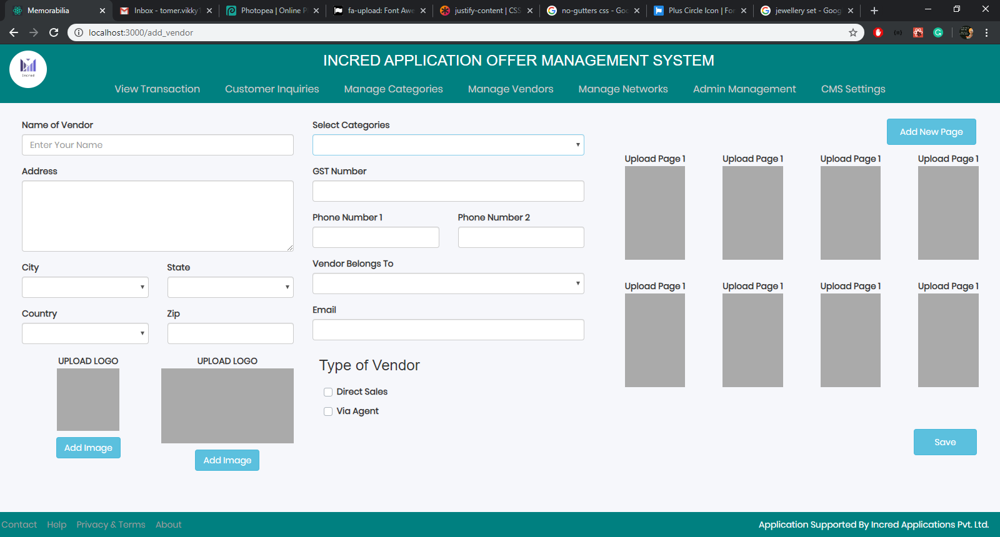 Memorabilia
Inbox - tomer.vikky1
Photopea | Online P
fa-upload: Font Awe
justify-content | CSS
no-gutters css - Goo
Plus Circle Icon | For
jewellery set - Goog
localhost:3000/add_vendor
Incred
INCRED APPLICATION OFFER MANAGEMENT SYSTEM
View Transaction Customer Inquiries Manage Categories Manage Vendors Manage Networks Admin Management CMS Settings
Name of Vendor
Enter Your Name
Address
City State
Country Zip
UPLOAD LOGO UPLOAD LOGO
Add Image
Add Image
Select Categories
GST Number
Phone Number 1 Phone Number 2
Vendor Belongs To
Email
Type of Vendor
Direct Sales
Via Agent
Add New Page
Upload Page 1 Upload Page 1 Upload Page 1 Upload Page 1
Upload Page 1 Upload Page 1 Upload Page 1 Upload Page 1
Save
Contact Help Privacy & Terms About
Application Supported By Incred Applications Pvt. Ltd.